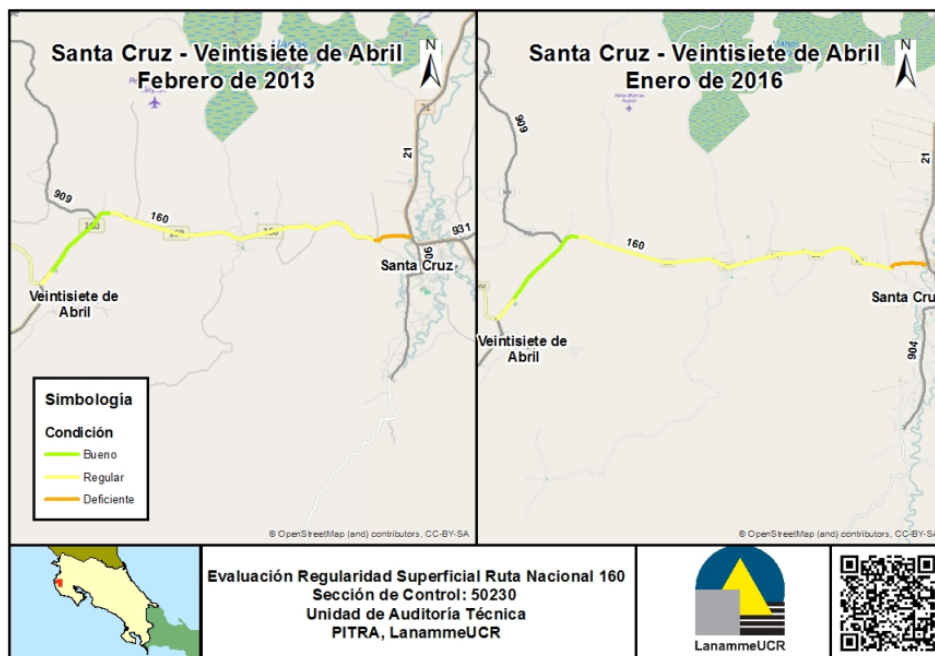 Santa Cruz - Veintisiete de Abril
Febrero de 2013
N
909
160
21
931
Santa Cruz
Veintisiete de
Abril
Simbología
Condición
Bueno
Regular
Deficiente
© OpenStreetMap (and) contributors, CC-BY-SA
Santa Cruz - Veintisiete de Abril
Enero de 2016
N
909
160
21
Santa Cru
Veintisiete de
Abril
904
© OpenStreetMap (and) contributors, CC-BY-SA
Evaluación Regularidad Superficial Ruta Nacional 160
Sección de Control: 50230
Unidad de Auditoría Técnica
PITRA, LanammeUCR
LanammeUCR